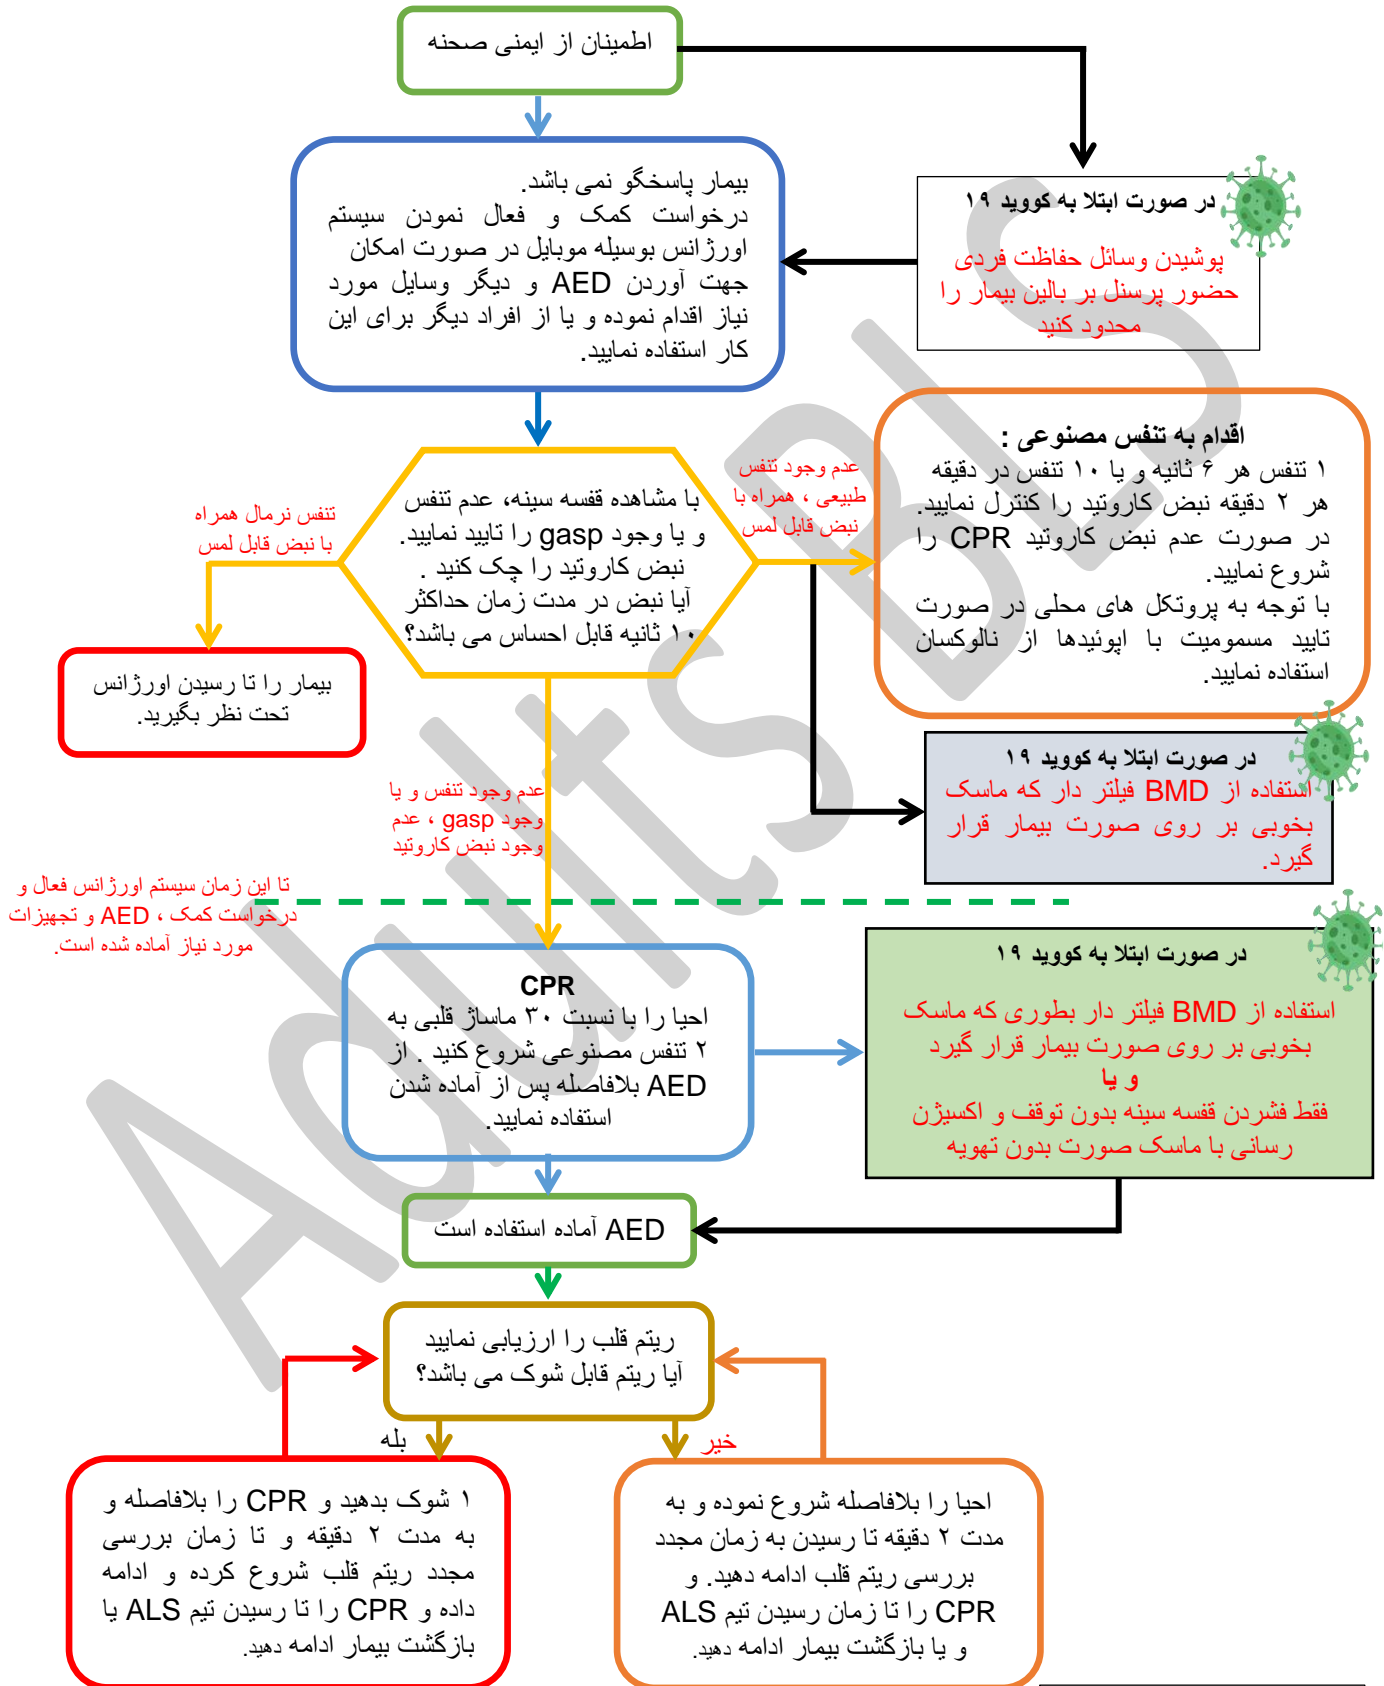 اطمینان از ایمنی صحنه
در صورت ابتلا به کووید ۱۹
پوشیدن وسائل حفاظت فردی
حضور پرسنل بر بالین بیمار را
محدود کنید
بیمار پاسخگو نمی باشد.
درخواست کمک و فعال نمودن سیستم
اورژانس بوسیله موبایل در صورت امکان
جهت آوردن AED و دیگر وسایل مورد
نیاز اقدام نموده و یا از افراد دیگر برای این
کار استفاده نمایید.
با مشاهده قفسه سینه، عدم تنفس
و یا وجود gasp را تایید نمایید.
نبض کاروتید را چک کنید .
آیا نبض در مدت زمان حداکثر
۱۰ ثانیه قابل احساس می باشد؟
عدم وجود تنفس
طبیعی ، همراه با
نبض قابل لمس
اقدام به تنفس مصنوعی :
۱ تنفس هر ۶ ثانیه و یا ۱۰ تنفس در دقیقه
هر ۲ دقیقه نبض کاروتید را کنترل نمایید.
در صورت عدم نبض کاروتید CPR را
شروع نمایید.
با توجه به پروتکل های محلی در صورت
تایید مسمومیت با اپوئیدها از نالوکسان
استفاده نمایید.
تنفس نرمال همراه
با نبض قابل لمس
بیمار را تا رسیدن اورژانس
تحت نظر بگیرید.
در صورت ابتلا به کووید ۱۹
استفاده از BMD فیلتر دار که ماسک
بخوبی بر روی صورت بیمار قرار
گیرد.
عدم وجود تنفس و یا
وجود gasp ، عدم
وجود نبض کاروتید
تا این زمان سیستم اورژانس فعال و
درخواست کمک ، AED و تجهیزات
مورد نیاز آماده شده است.
CPR
احیا را با نسبت ۳۰ ماساژ قلبی به
۲ تنفس مصنوعی شروع کنید . از
AED بلافاصله پس از آماده شدن
استفاده نمایید.
در صورت ابتلا به کووید ۱۹
استفاده از BMD فیلتر دار بطوری که ماسک
بخوبی بر روی صورت بیمار قرار گیرد
و یا
فقط فشردن قفسه سینه بدون توقف و اکسیژن
رسانی با ماسک صورت بدون تهویه
AED آماده استفاده است
ریتم قلب را ارزیابی نمایید
آیا ریتم قابل شوک می باشد؟
خیر
بله
احیا را بلافاصله شروع نموده و به
مدت ۲ دقیقه تا رسیدن به زمان مجدد
بررسی ریتم قلب ادامه دهید. و
CPR را تا زمان رسیدن تیم ALS
و یا بازگشت بیمار ادامه دهید.
۱ شوک بدهید و CPR را بلافاصله و
به مدت ۲ دقیقه و تا زمان بررسی
مجدد ریتم قلب شروع کرده و ادامه
داده و CPR را تا رسیدن تیم ALS یا
بازگشت بیمار ادامه دهید.
Adults BLS